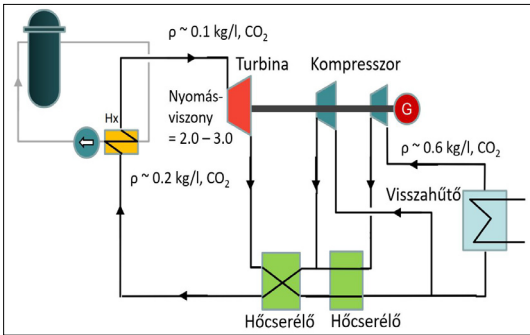 ρ ~ 0.1 kg/l, CO₂
Turbina
Kompresszor
Nyomás-
viszony
= 2.0 – 3.0
Hx
G
ρ ~ 0.6 kg/l, CO₂
ρ ~ 0.2 kg/l, CO₂
Visszahűtő
Hőcserélő
Hőcserélő